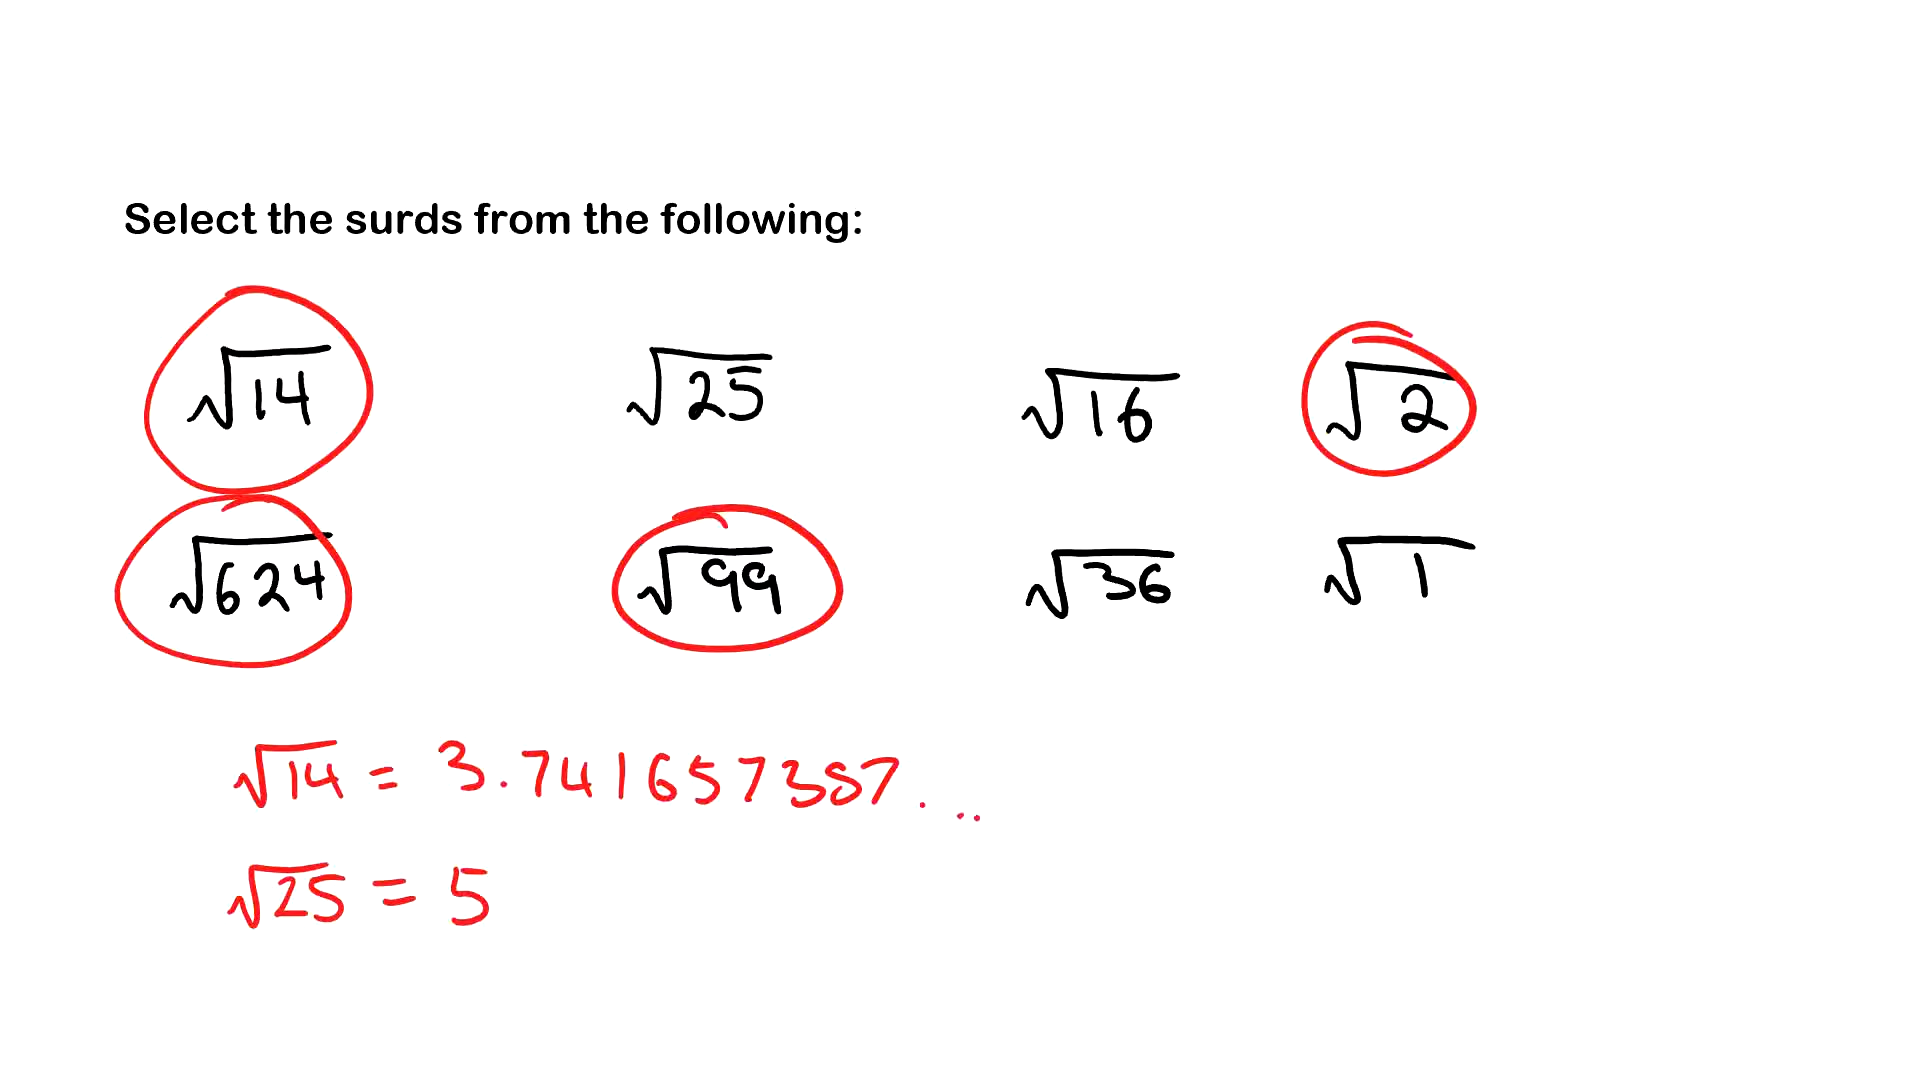 Select the surds from the following:
√14 √25 √16 √2
√624 √99 √36 √1
√14 = 3.741657387...
√25 = 5